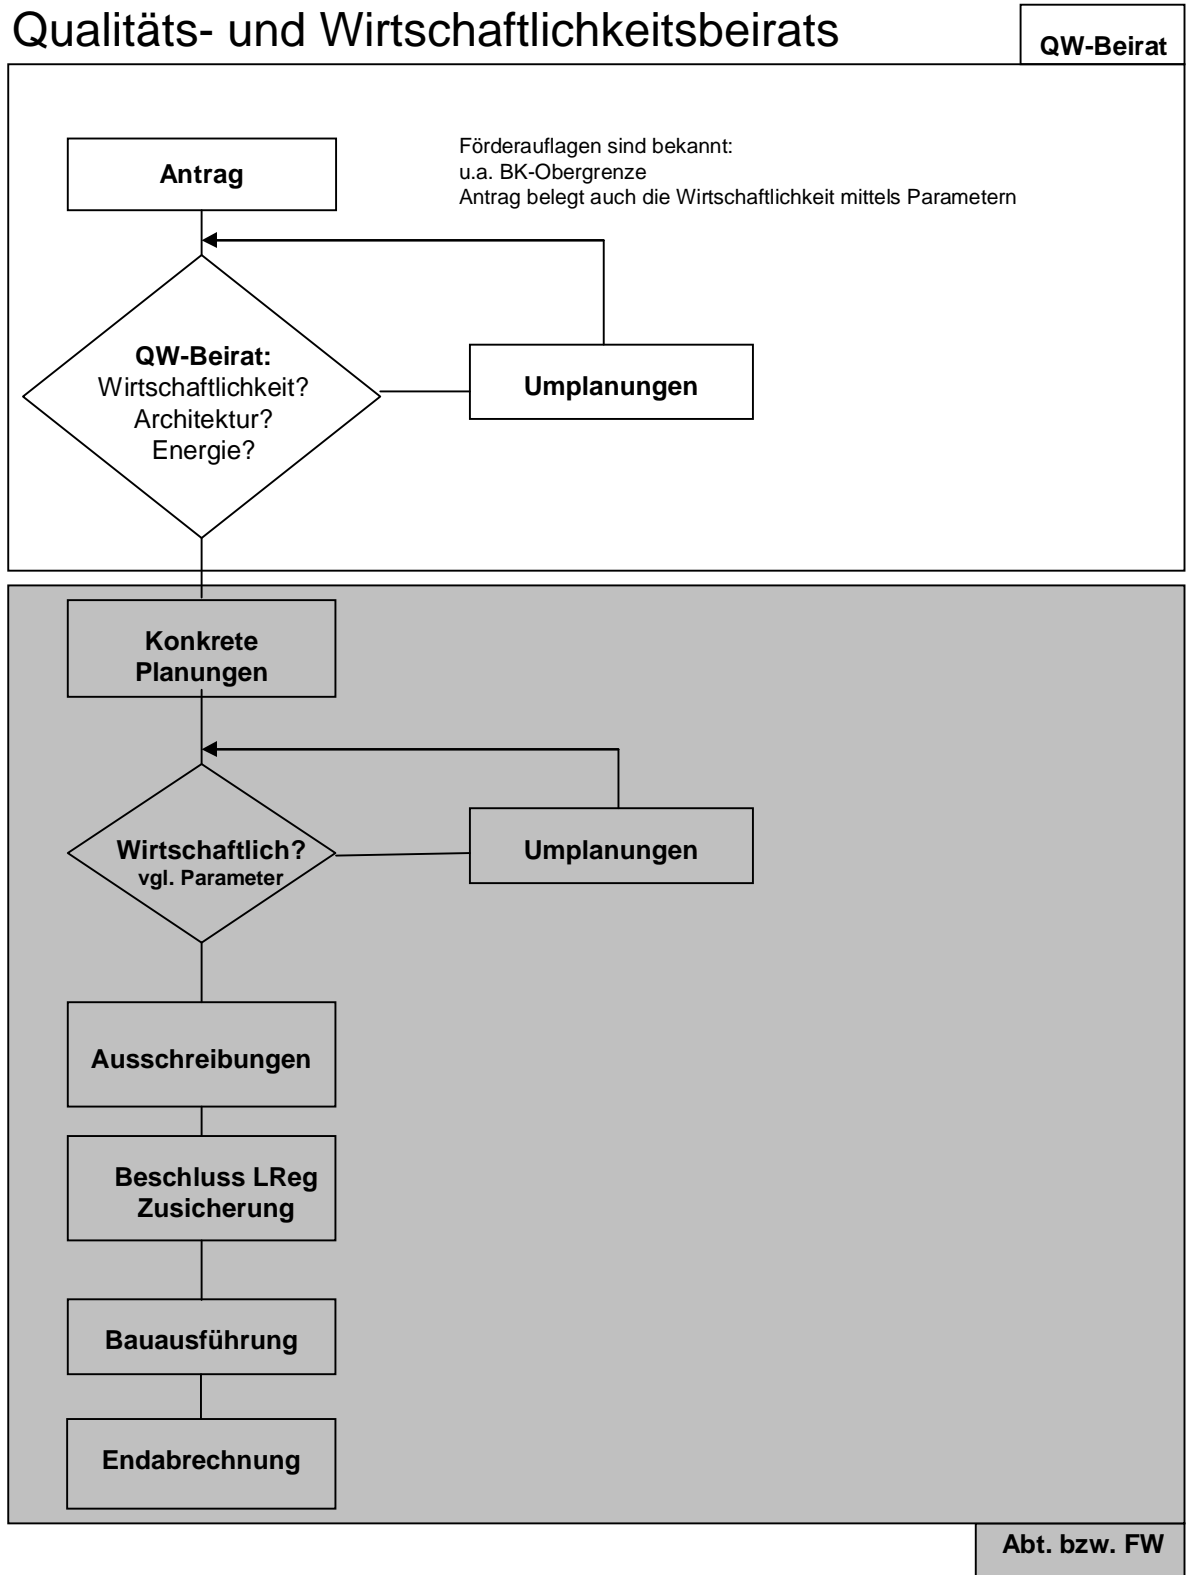 Qualitäts- und Wirtschaftlichkeitsbeirats
QW-Beirat
Antrag
Förderauflagen sind bekannt:
u.a. BK-Obergrenze
Antrag belegt auch die Wirtschaftlichkeit mittels Parametern
QW-Beirat:
Wirtschaftlichkeit?
Architektur?
Energie?
Umplanungen
Konkrete
Planungen
Wirtschaftlich?
vgl. Parameter
Umplanungen
Ausschreibungen
Beschluss LReg
Zusicherung
Bauausführung
Endabrechnung
Abt. bzw. FW